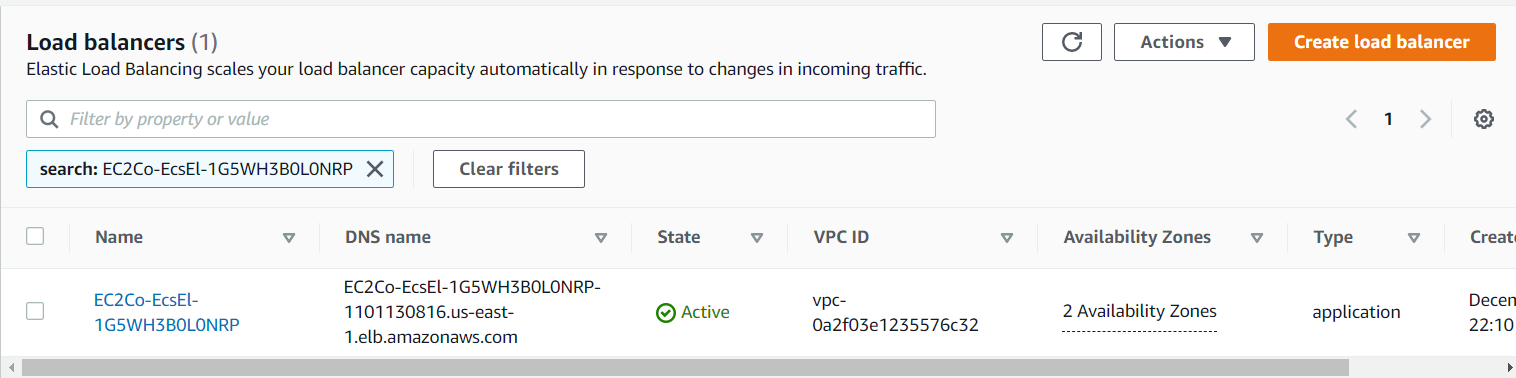 Load balancers (1)
Actions
Create load balancer
Elastic Load Balancing scales your load balancer capacity automatically in response to changes in incoming traffic.
Filter by property or value
1
search: EC2Co-EcsEl-1G5WH3B0L0NRP
Clear filters
Name
DNS name
State
VPC ID
Availability Zones
Type
Create
EC2Co-EcsEl-
1G5WH3B0L0NRP
EC2Co-EcsEl-1G5WH3B0L0NRP-
1101130816.us-east-
1.elb.amazonaws.com
Active
vpc-
0a2f03e1235576c32
2 Availability Zones
application
Decem
22:10